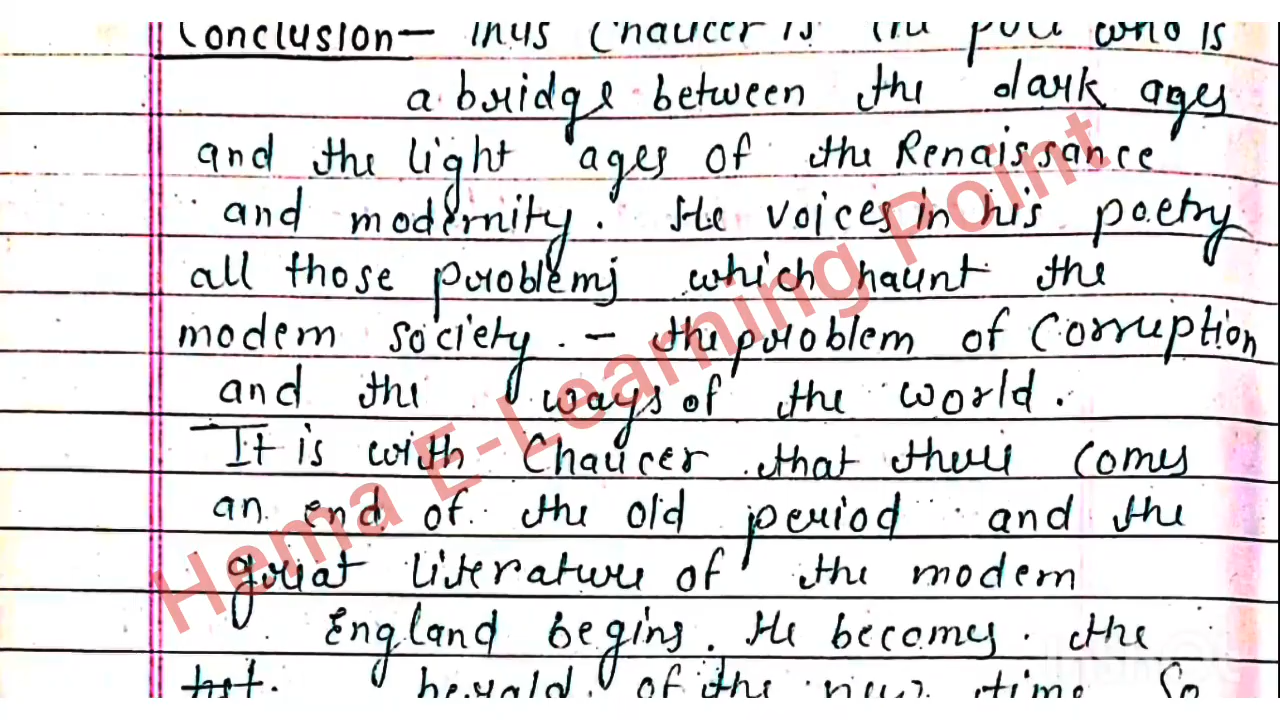 Conclusion- Thus Chaucer is the poet who is
a bridge between the dark ages
and the light ages of the Renaissance
and modernity. He voices in his poetry
all those problems which haunt the
modern society. - the problem of Corruption
and the ways of the world.
It is with Chaucer that there comes
an end of the old period and the
great literature of the modern
England begins. He becomes the
herald of the new time. So
Hema E-Learning Point